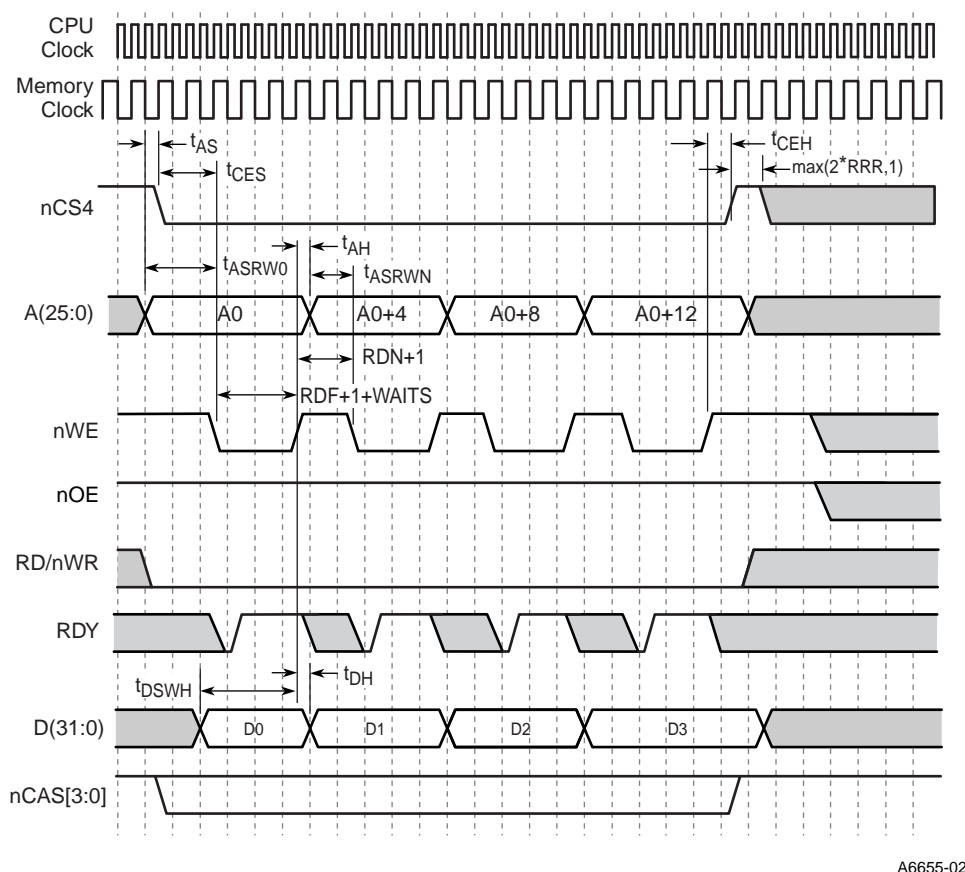 CPU
Clock
Memory
Clock
tAS
tCEH
tCES
max(2*RRR,1)
nCS4
tAH
tASRW0
tASRWN
A(25:0)
A0
A0+4
A0+8
A0+12
RDN+1
RDF+1+WAITS
nWE
nOE
RD/nWR
RDY
tDSWH
tDH
D(31:0)
D0
D1
D2
D3
nCAS[3:0]
A6655-02